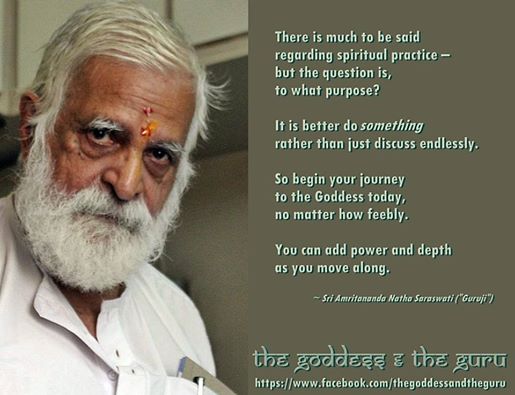 There is much to be said
regarding spiritual practice –
but the question is,
to what purpose?
It is better do something
rather than just discuss endlessly.
So begin your journey
to the Goddess today,
no matter how feebly.
You can add power and depth
as you move along.
~ Sri Amritananda Natha Saraswati ("Guruji")
the Goddess & the Guru
https://www.facebook.com/thegoddessandtheguru